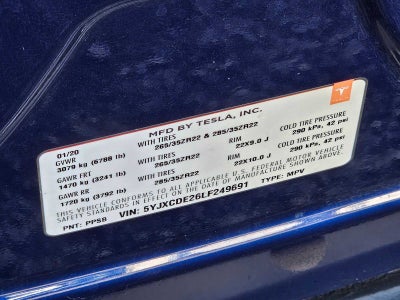 MFD BY TESLA, INC.
01/20 WITH TIRES RIM COLD TIRE PRESSURE
GVWR 265/35ZR22 & 285/35ZR22 22X9.0 J 290 kPa, 42 psi
3079 kg (6788 lb)
GAWR FRT WITH TIRES RIM COLD TIRE PRESSURE
1470 kg (3241 lb) 265/35ZR22 22X10.0 J 290 kPa, 42 psi
GAWR RR WITH TIRES
1720 kg (3792 lb) 285/35ZR22
THIS VEHICLE CONFORMS TO ALL APPLICABLE U.S. FEDERAL MOTOR VEHICLE
SAFETY STANDARDS IN EFFECT ON THE DATE OF MANUFACTURE SHOWN ABOVE.
PNT: PPSB VIN: 5YJXCDE26LF249691 TYPE: MPV